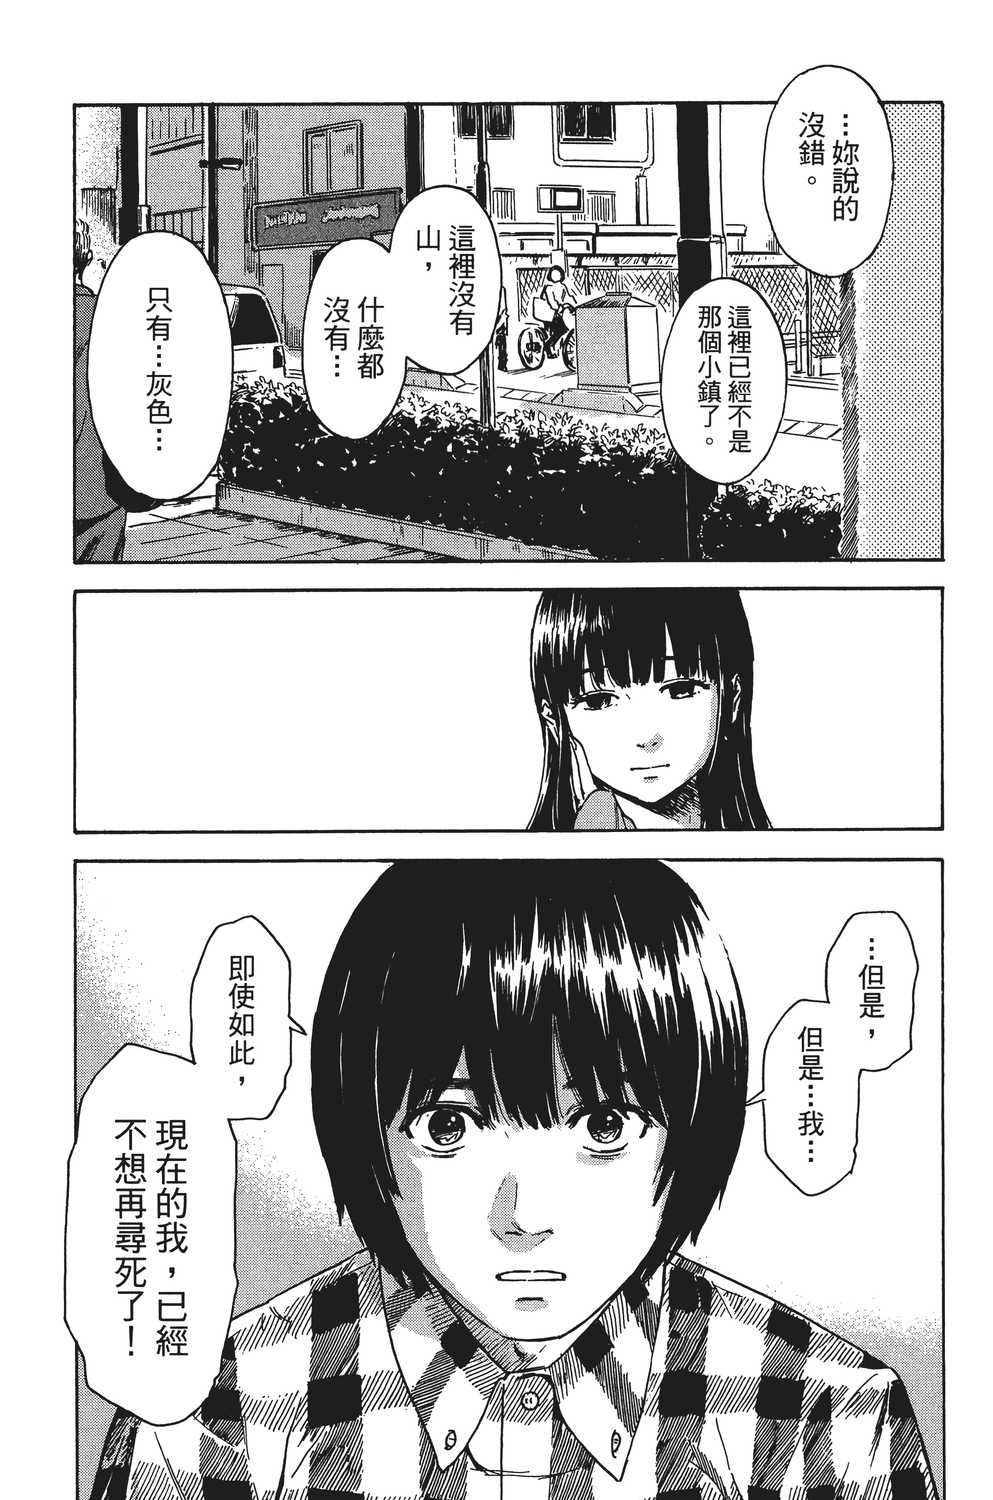 …妳說的
沒錯。
這裡已經不是
那個小鎮了。
這裡沒有
山，
什麼都
沒有…
只有…灰色…
…但是，
但是…我…
即使如此，
現在的我，已經
不想再尋死了！